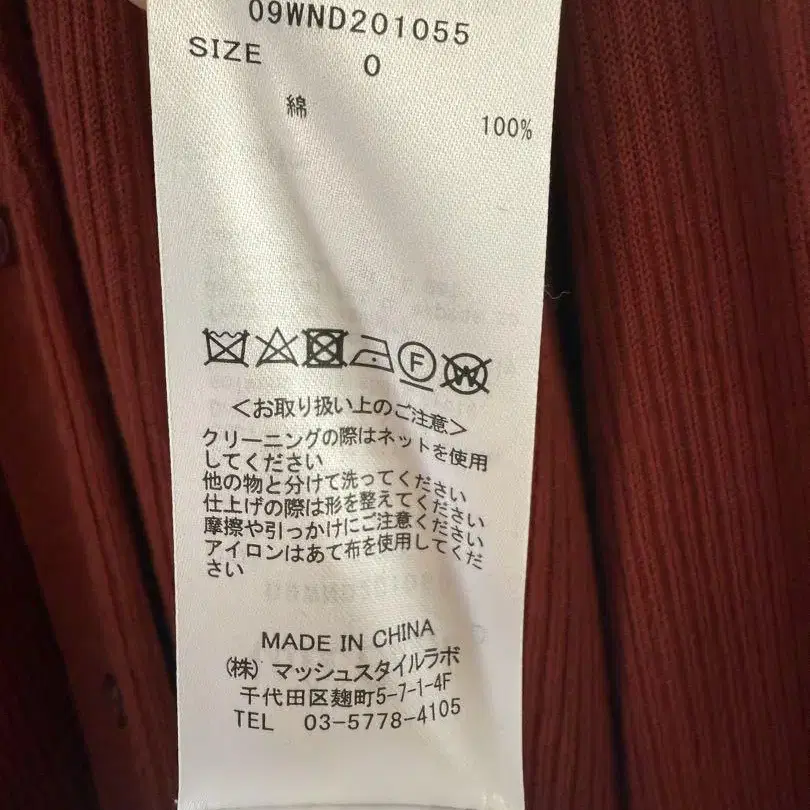 09WND201055
SIZE 0
綿 100%
F W
＜お取り扱い上のご注意＞
クリーニングの際はネットを使用
してください
他の物と分けて洗ってください
仕上げの際は形を整えてください
摩擦や引っかけにご注意ください
アイロンはあて布を使用してくだ
さい
MADE IN CHINA
(株) マッシュスタイルラボ
千代田区麹町5-7-1-4F
TEL 03-5778-4105